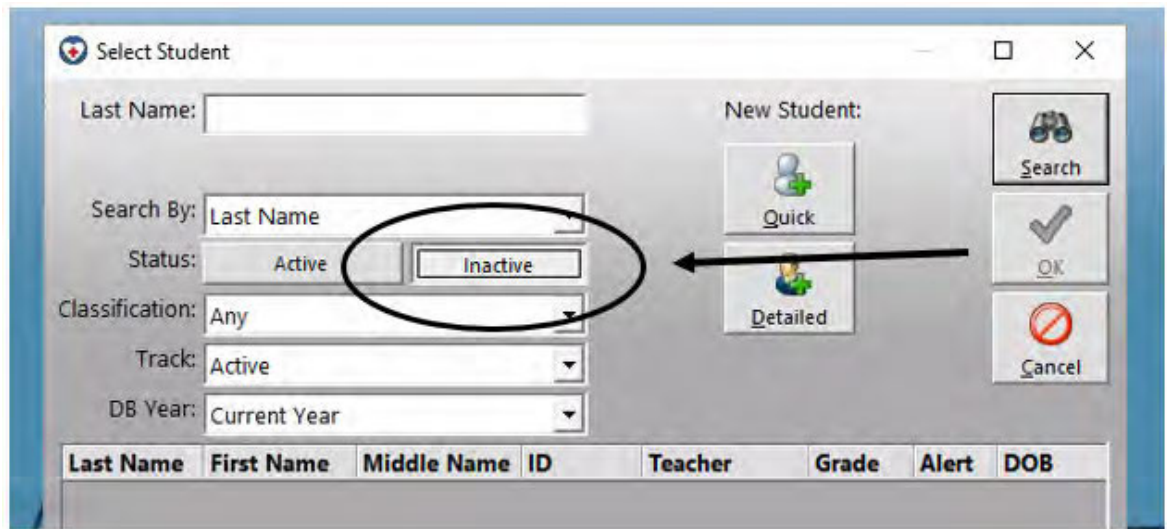 Select Student
Last Name:
New Student:
Search
Quick
Search By: Last Name
Status: Active Inactive
OK
Detailed
Classification: Any
Track: Active
Cancel
DB Year: Current Year
Last Name First Name Middle Name ID Teacher Grade Alert DOB